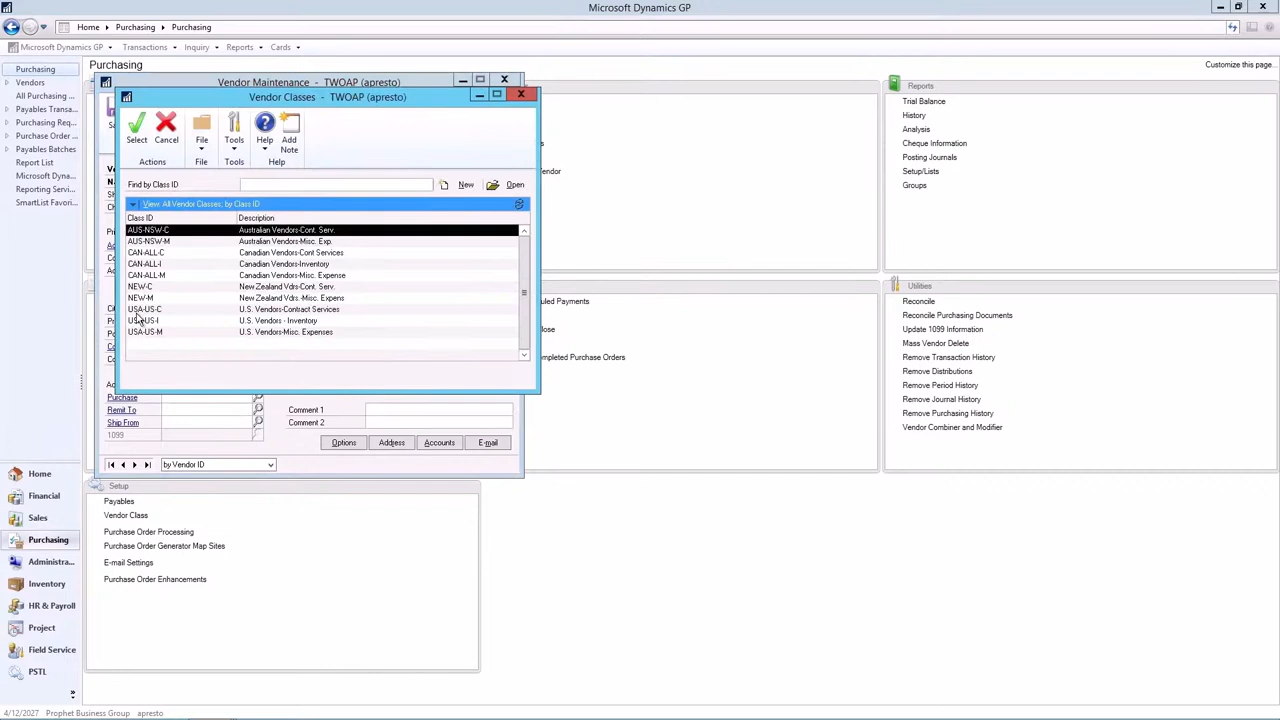 Microsoft Dynamics GP
Home Purchasing Purchasing
Microsoft Dynamics GP Transactions Inquiry Reports Cards
Purchasing
Vendors
All Purchasing ...
Payables Transa...
Purchasing Req...
Purchase Order ...
Payables Batches
Report List
Microsoft Dyna...
Reporting Servi...
SmartList Favori...
Home
Financial
Sales
Purchasing
Administra...
Inventory
HR & Payroll
Project
Field Service
PSTL
Purchasing
Customize this page...
Vendor Maintenance - TWOAP (apresto)
Vendor Classes - TWOAP (apresto)
Select Cancel File Tools Help Add Note
Actions File Tools Help
Find by Class ID New Open
View: All Vendor Classes; by Class ID
Class ID Description
AUS-NSW-C Australian Vendors-Cont. Serv.
AUS-NSW-M Australian Vendors-Misc. Exp.
CAN-ALL-C Canadian Vendors-Cont Services
CAN-ALL-I Canadian Vendors-Inventory
CAN-ALL-M Canadian Vendors-Misc. Expense
NEW-C New Zealand Vdrs-Cont. Serv.
NEW-M New Zealand Vdrs.-Misc. Expens
USA-US-C U.S. Vendors-Contract Services
USA-US-I U.S. Vendors - Inventory
USA-US-M U.S. Vendors-Misc. Expenses
Purchase
Remit To Comment 1
Ship From Comment 2
1099
Options Address Accounts E-mail
by Vendor ID
Setup
Payables
Vendor Class
Purchase Order Processing
Purchase Order Generator Map Sites
E-mail Settings
Purchase Order Enhancements
Reports
Trial Balance
History
Analysis
Cheque Information
Posting Journals
Setup/Lists
Groups
Utilities
Reconcile
Reconcile Purchasing Documents
Update 1099 Information
Mass Vendor Delete
Remove Transaction History
Remove Distributions
Remove Period History
Remove Journal History
Remove Purchasing History
Vendor Combiner and Modifier
4/12/2027 Prophet Business Group apresto